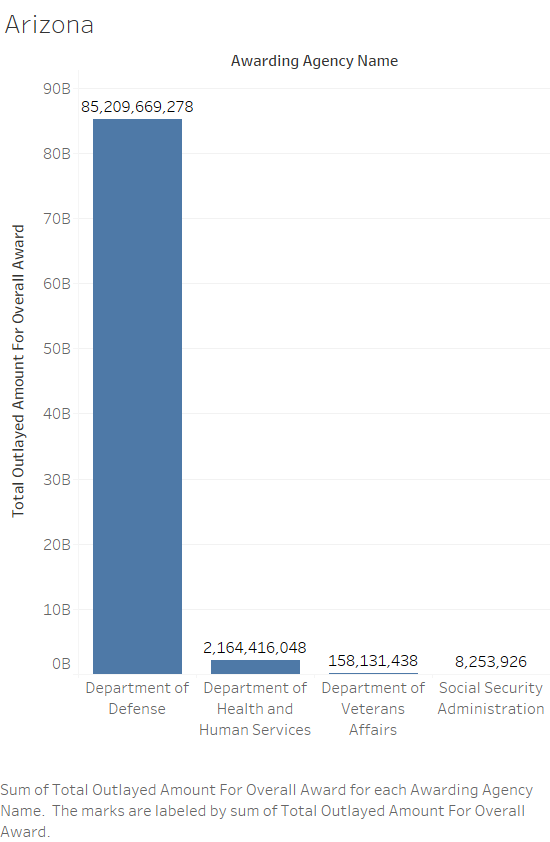 Arizona
Awarding Agency Name
Total Outlayed Amount For Overall Award
90B
80B
70B
60B
50B
40B
30B
20B
10B
0B
85,209,669,278
2,164,416,048
158,131,438
8,253,926
Department of
Defense
Department of
Health and
Human Services
Department of
Veterans
Affairs
Social Security
Administration
Sum of Total Outlayed Amount For Overall Award for each Awarding Agency
Name. The marks are labeled by sum of Total Outlayed Amount For Overall
Award.